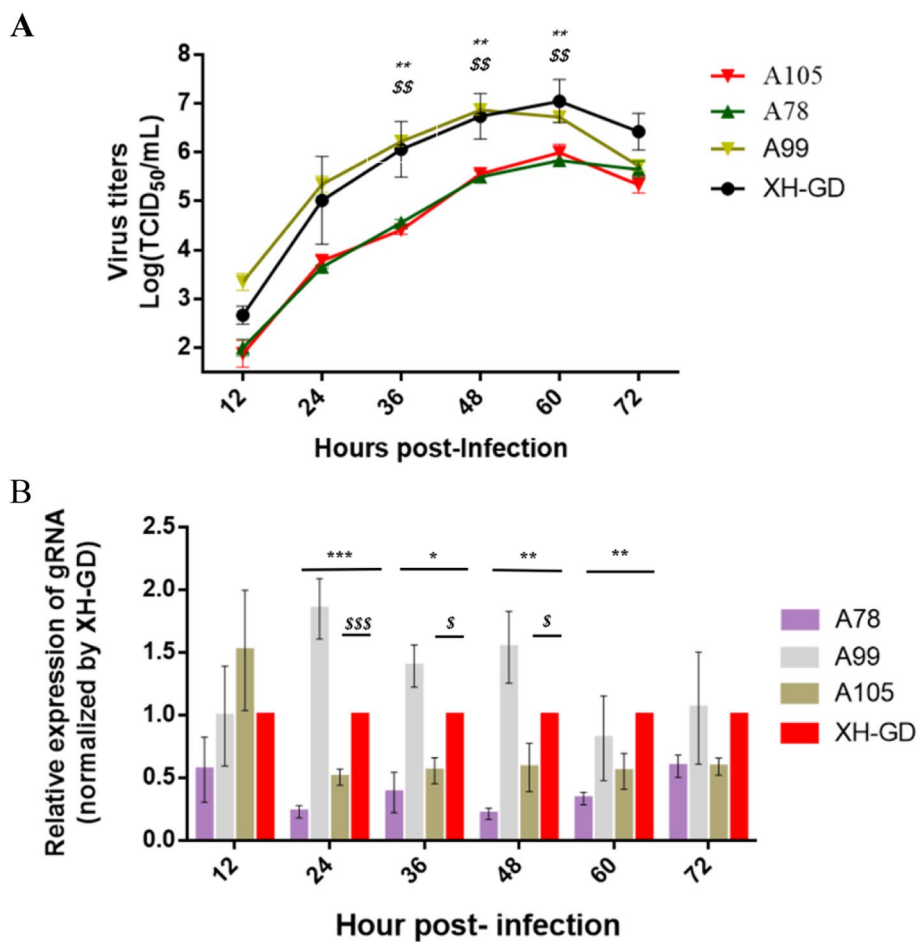 A
Virus titers
Log(TCID50/mL)
8
7
6
5
4
3
2
** ** **
$$ $$ $$
12 24 36 48 60 72
Hours post-Infection
A105
A78
A99
XH-GD
B
Relative expression of gRNA
(normalized by XH-GD)
2.5
2.0
1.5
1.0
0.5
0.0
*** * ** **
$$$ $ $
12 24 36 48 60 72
Hour post- infection
A78
A99
A105
XH-GD